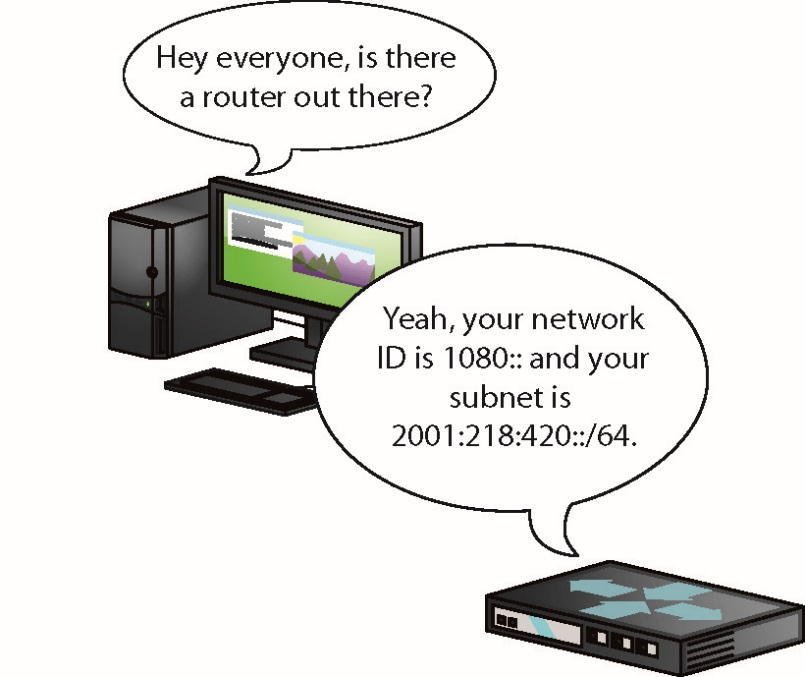 Hey everyone, is there
a router out there?
Yeah, your network
ID is 1080:: and your
subnet is
2001:218:420::/64.